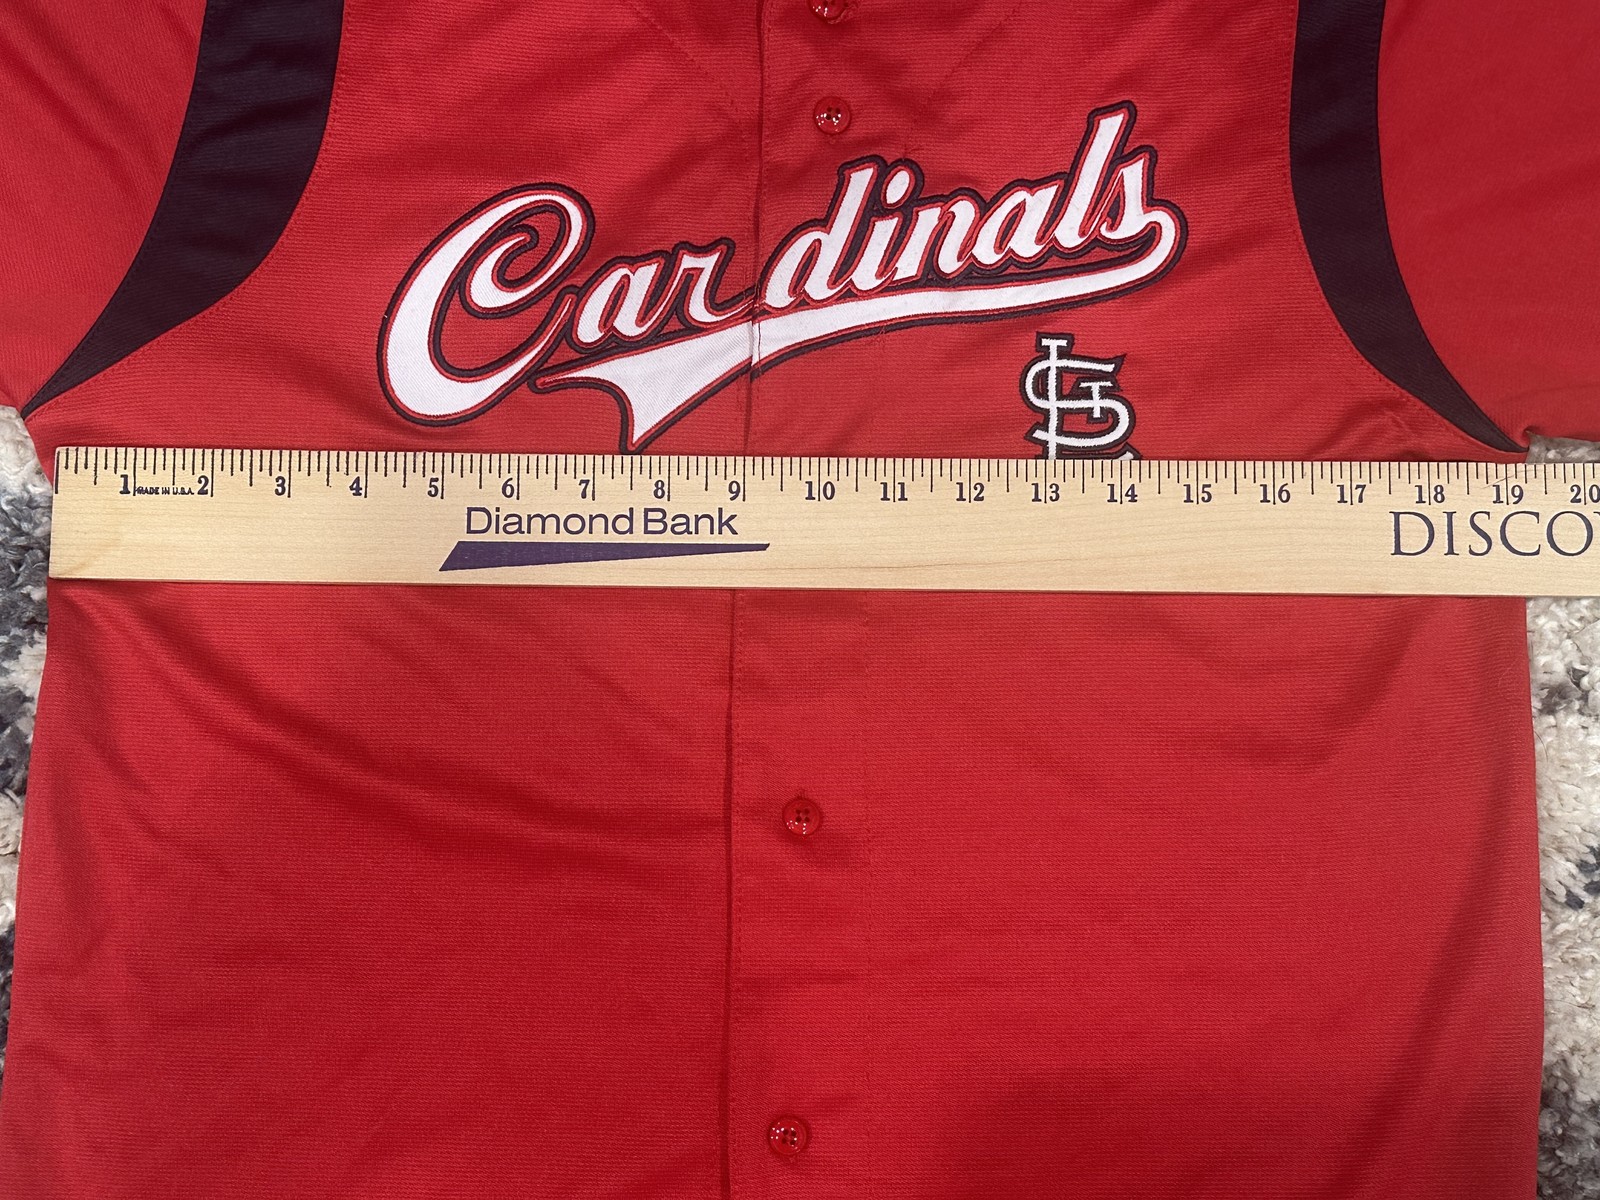 Cardinals
STL
1 MADE IN U.S.A. 2 3 4 5 6 7 8 9 10 11 12 13 14 15 16 17 18 19 20
Diamond Bank
DISCO